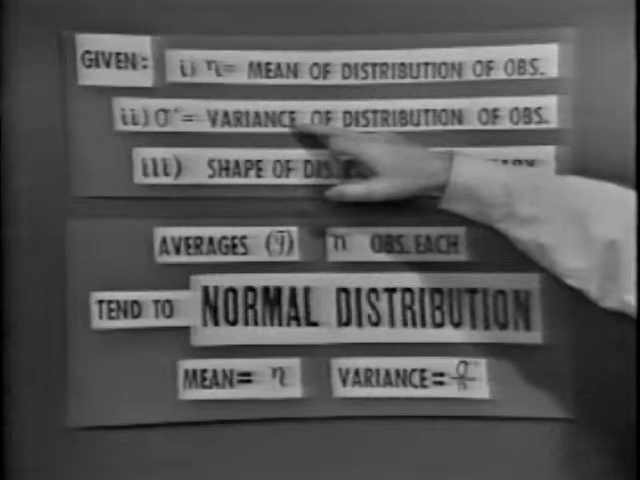 GIVEN: i) η= MEAN OF DISTRIBUTION OF OBS.
ii) σ²= VARIANCE OF DISTRIBUTION OF OBS.
iii) SHAPE OF
AVERAGES (ȳ) n OBS. EACH
TEND TO NORMAL DISTRIBUTION
MEAN= η VARIANCE= σ²/n